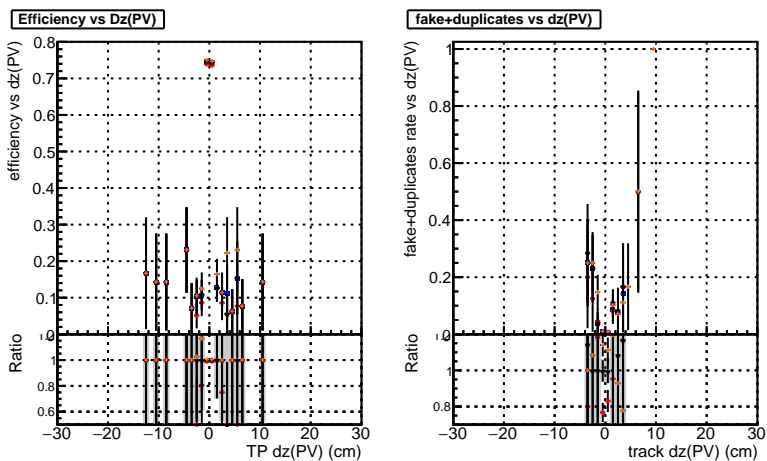 Efficiency vs Dz(PV)
efficiency vs dz(PV)
0.8
0.7
0.6
0.5
0.4
0.3
0.2
0.1
0
Ratio
1
0.8
0.6
−30 −20 −10 0 10 20 30
TP dz(PV) (cm)
fake+duplicates vs dz(PV)
fake+duplicates rate vs dz(PV)
1
0.8
0.6
0.4
0.2
Ratio
1
0.8
−30 −20 −10 0 10 20 30
track dz(PV) (cm)